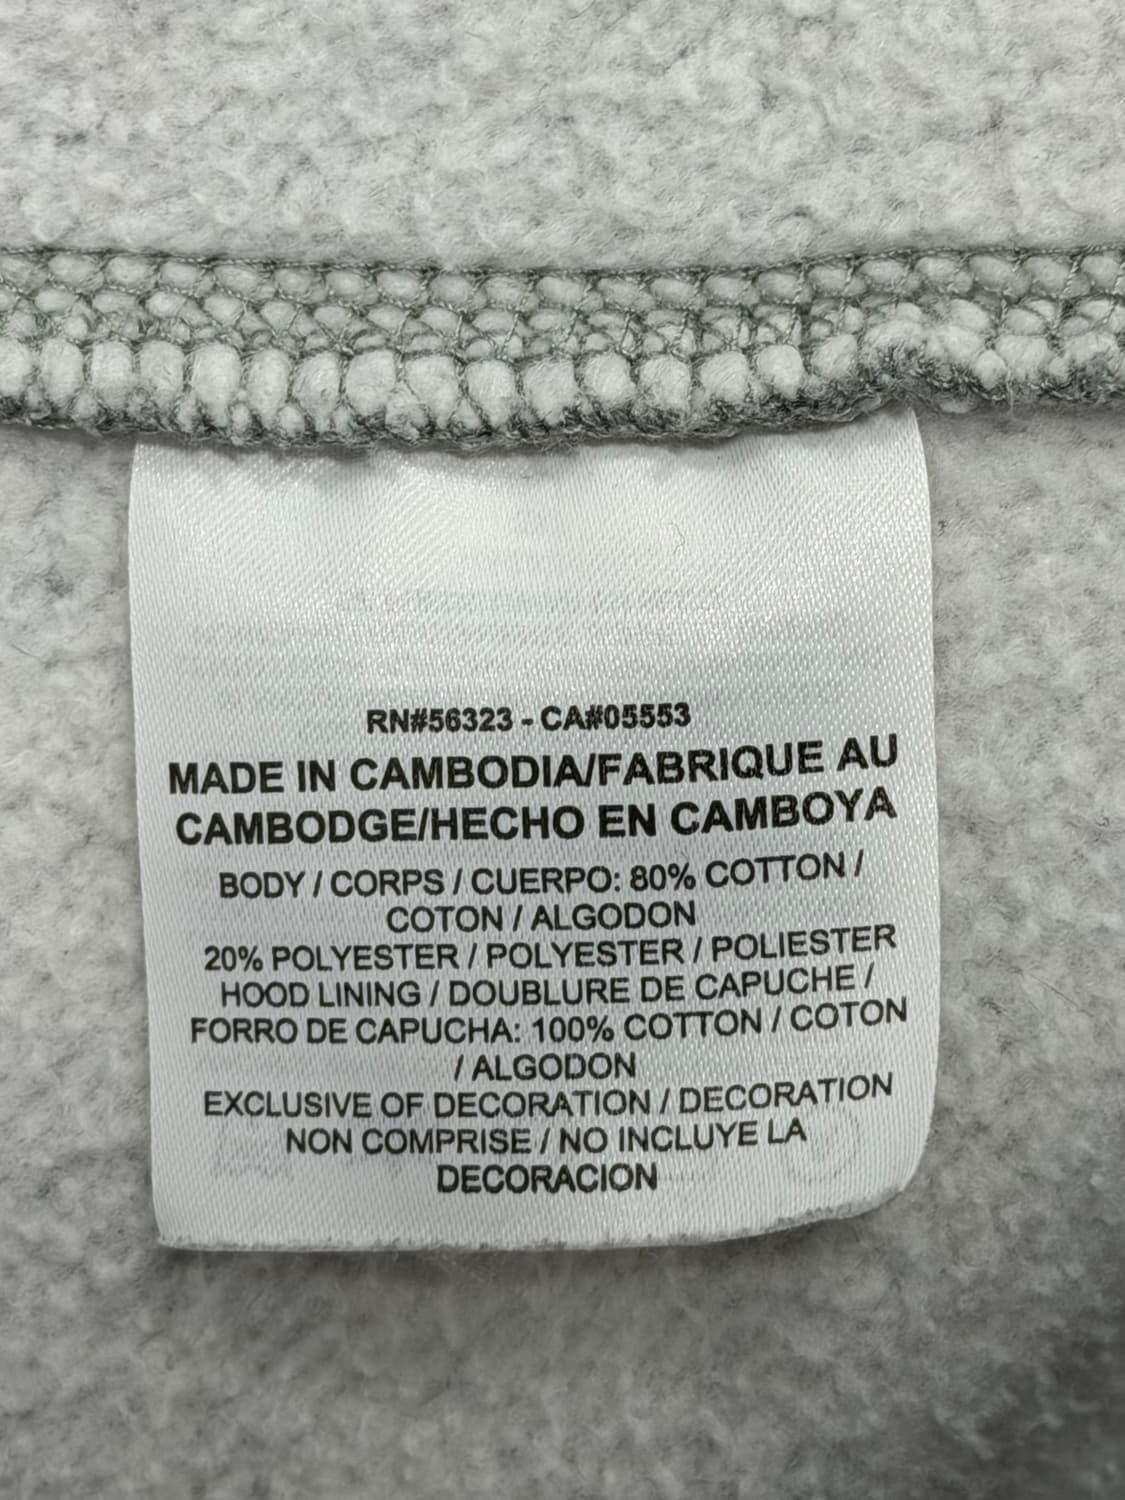 RN#56323 - CA#05553
MADE IN CAMBODIA/FABRIQUE AU
CAMBODGE/HECHO EN CAMBOYA
BODY / CORPS / CUERPO: 80% COTTON /
COTON / ALGODON
20% POLYESTER / POLYESTER / POLIESTER
HOOD LINING / DOUBLURE DE CAPUCHE /
FORRO DE CAPUCHA: 100% COTTON / COTON
/ ALGODON
EXCLUSIVE OF DECORATION / DECORATION
NON COMPRISE / NO INCLUYE LA
DECORACION